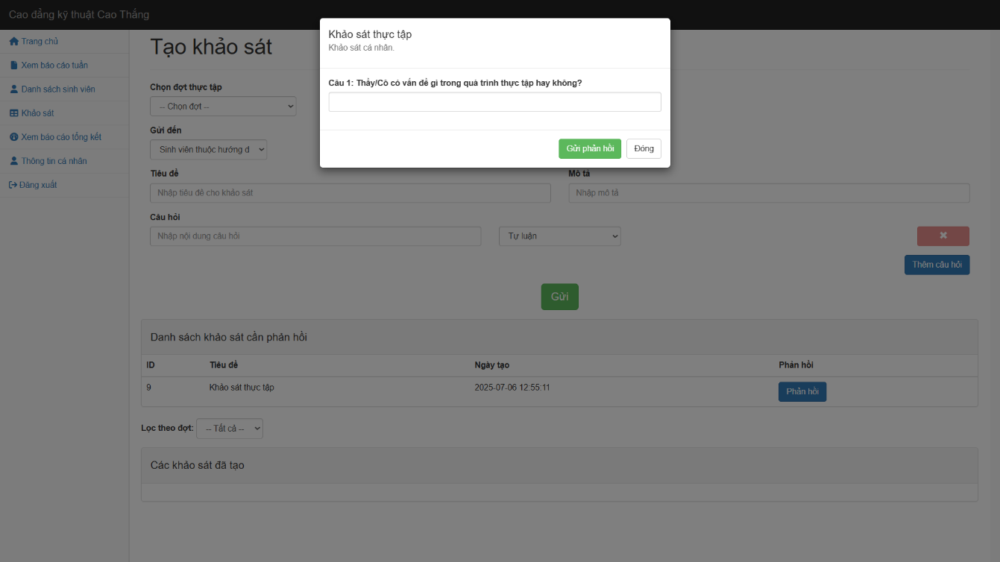 Cao đẳng kỹ thuật Cao Thắng
Trang chủ
Xem báo cáo tuần
Danh sách sinh viên
Khảo sát
Xem báo cáo tổng kết
Thông tin cá nhân
Đăng xuất
Tạo khảo sát
Chọn đợt thực tập
-- Chọn đợt --
Gửi đến
Sinh viên thuộc hướng d
Khảo sát thực tập
Khảo sát cá nhân.
Câu 1: Thầy/Cô có vấn đề gì trong quá trình thực tập hay không?
Gửi phản hồi Đóng
Tiêu đề Mô tả
Nhập tiêu đề cho khảo sát Nhập mô tả
Câu hỏi
Nhập nội dung câu hỏi Tự luận
Thêm câu hỏi
Gửi
Danh sách khảo sát cần phản hồi
ID Tiêu đề Ngày tạo Phản hồi
9 Khảo sát thực tập 2025-07-06 12:55:11 Phản hồi
Lọc theo đợt: -- Tất cả --
Các khảo sát đã tạo